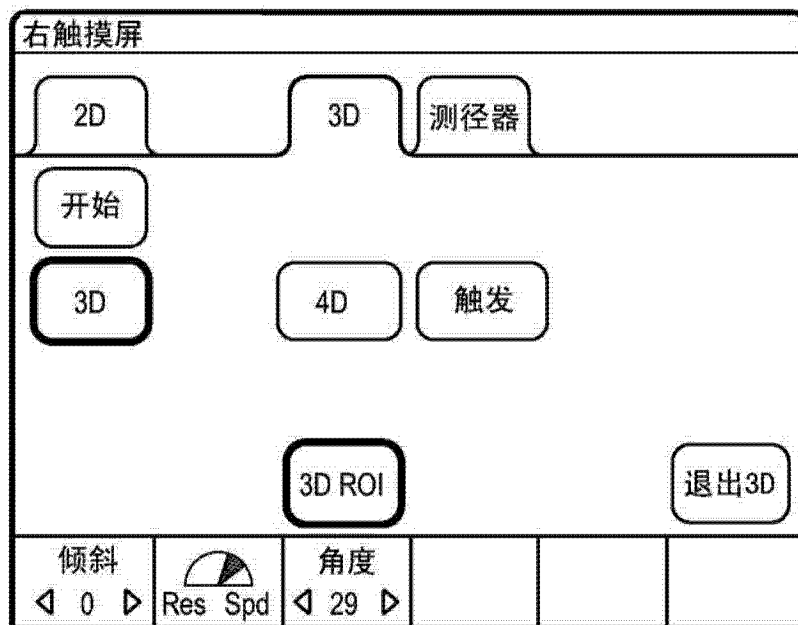 右触摸屏
2D 3D 测径器
开始
3D 4D 触发
3D ROI 退出3D
倾斜 角度
0 Res Spd 29